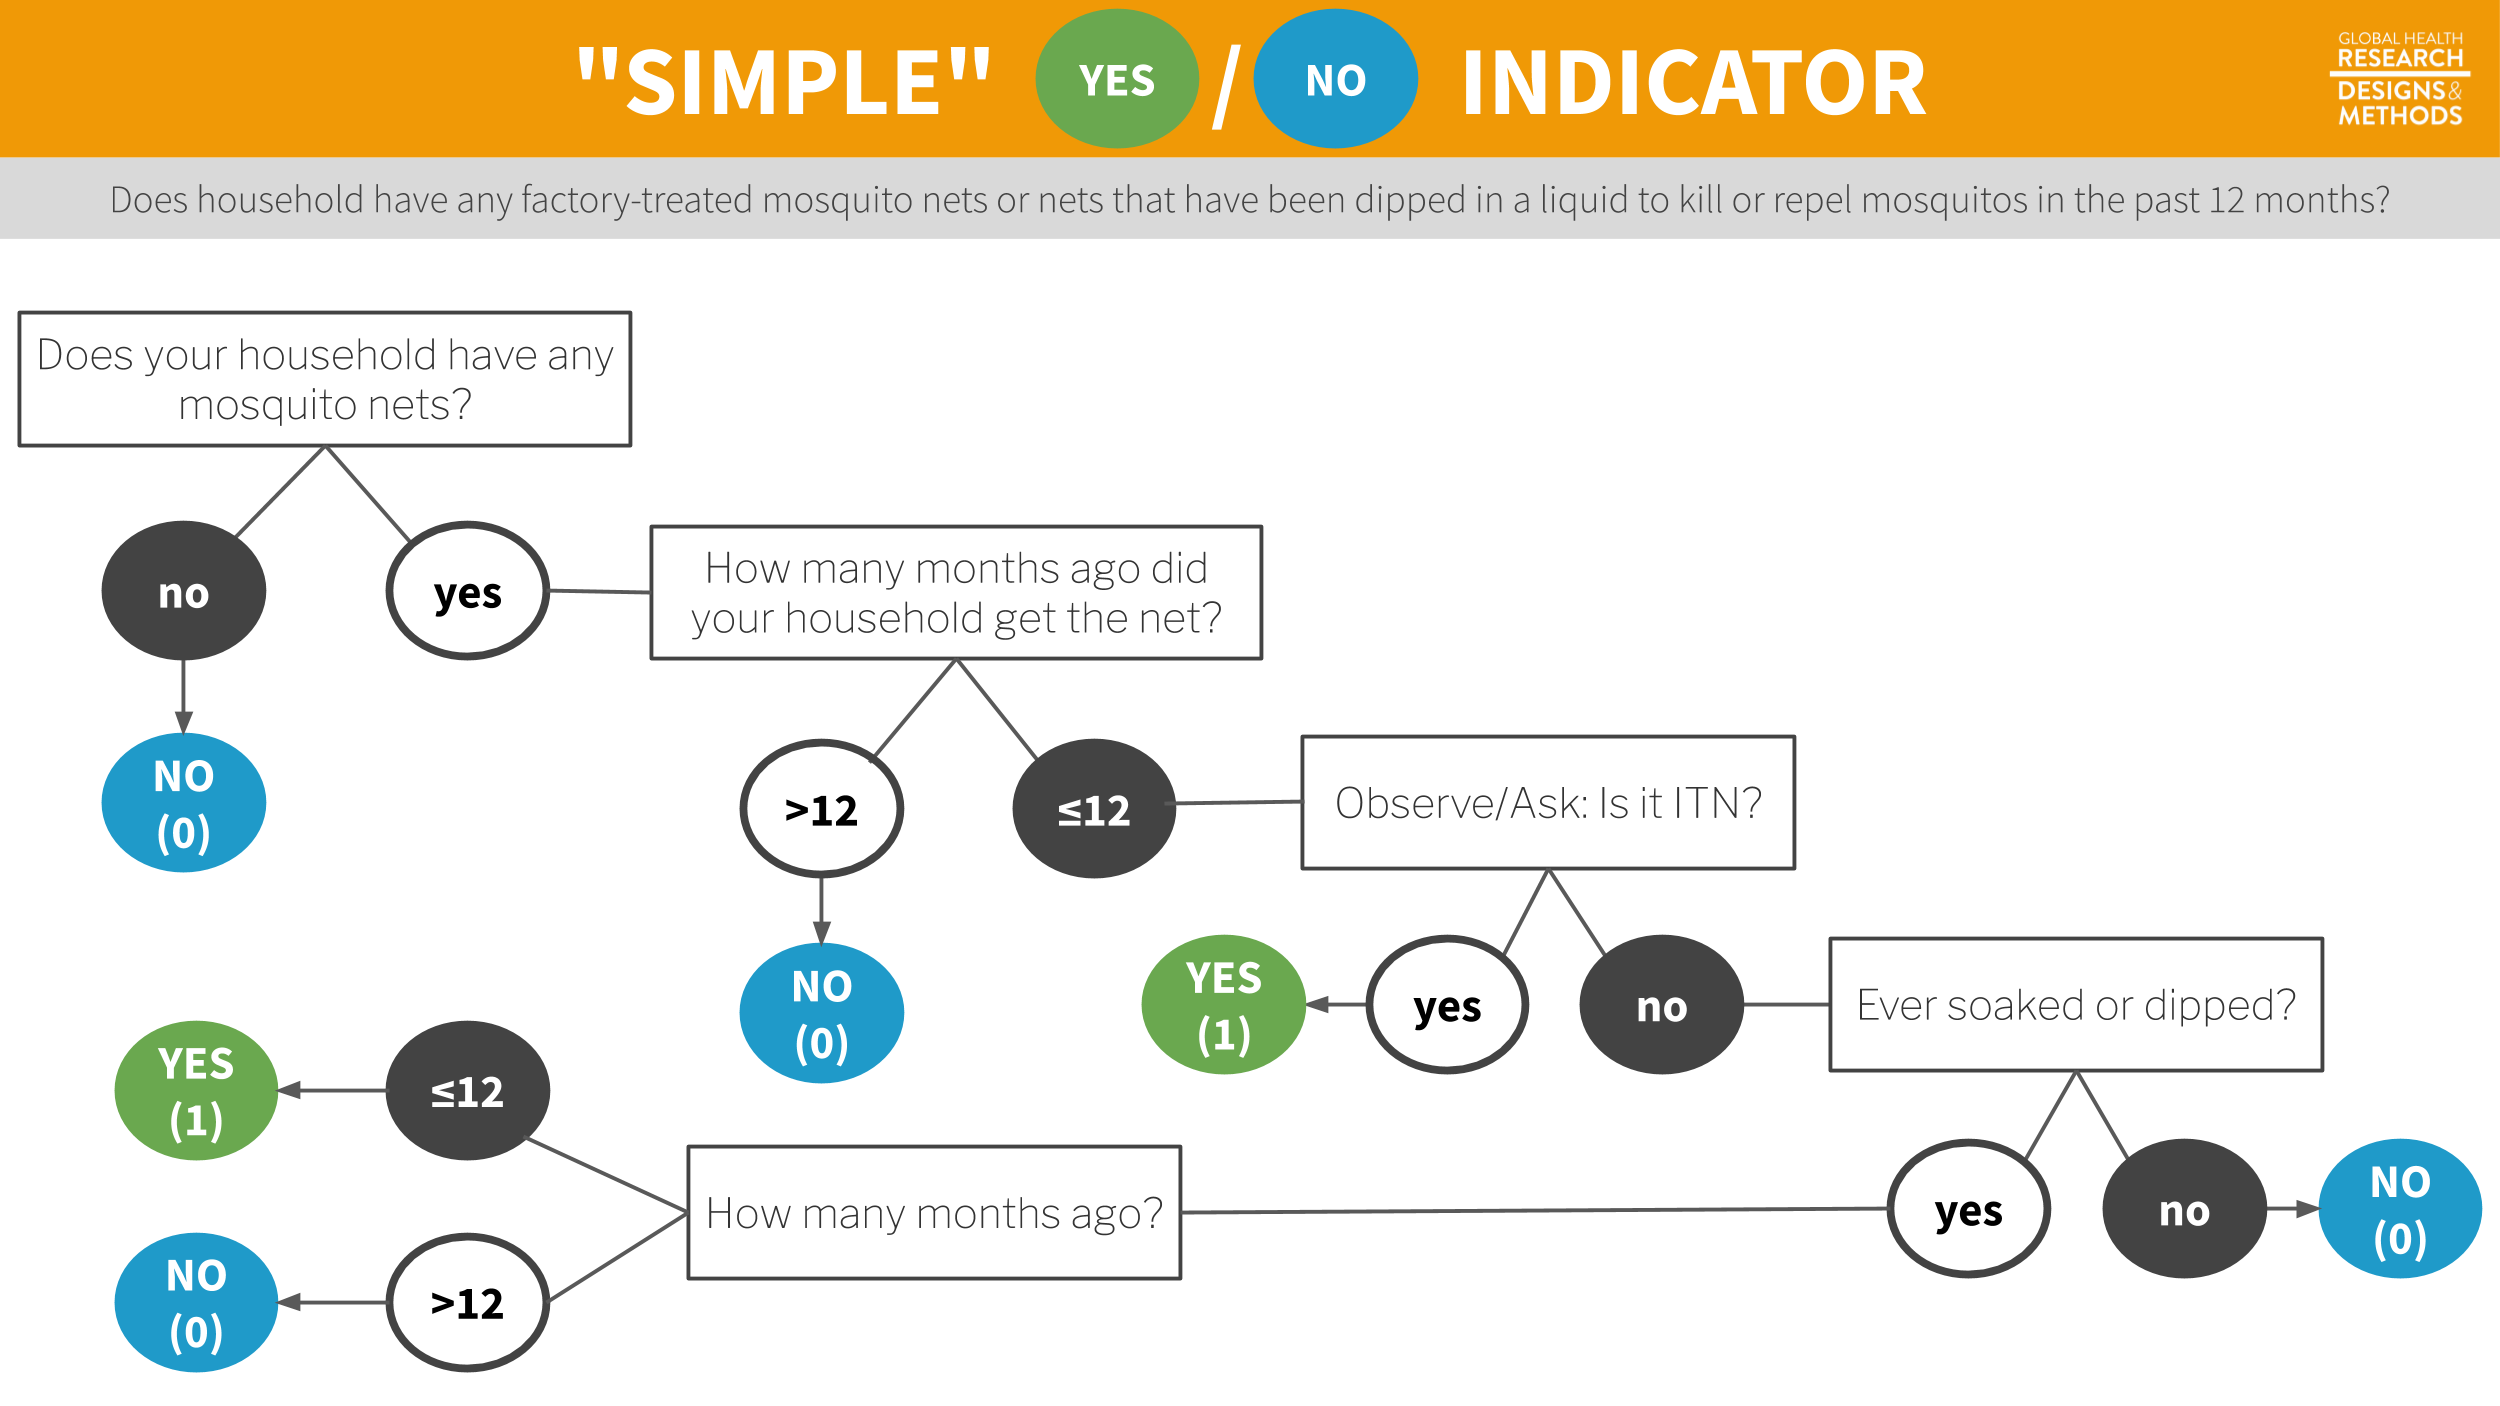 "SIMPLE" YES / NO INDICATOR
GLOBAL HEALTH
RESEARCH
DESIGNS &
METHODS
Does household have any factory-treated mosquito nets or nets that have been dipped in a liquid to kill or repel mosquitos in the past 12 months?
Does your household have any
mosquito nets?
no
yes
How many months ago did
your household get the net?
NO
(0)
>12
≤12
Observe/Ask: Is it ITN?
NO
(0)
YES
(1)
yes
no
Ever soaked or dipped?
YES
(1)
≤12
How many months ago?
yes
no
NO
(0)
NO
(0)
>12